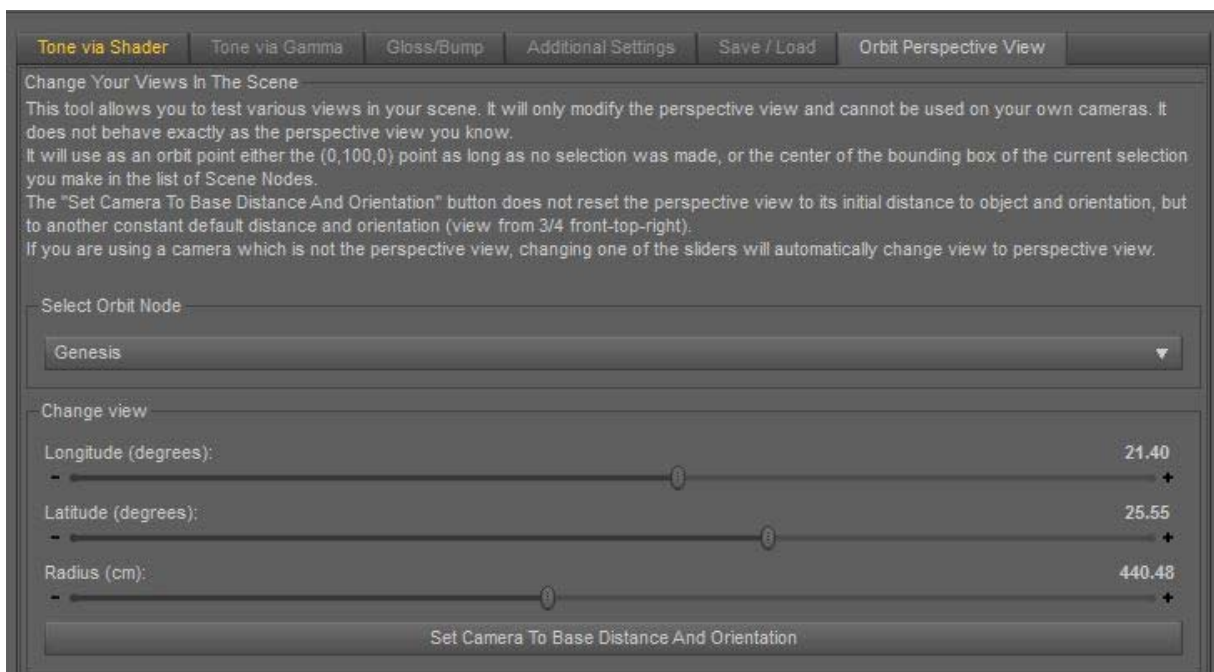 Tone via Shader Tone via Gamma Gloss/Bump Additional Settings Save / Load Orbit Perspective View
Change Your Views In The Scene
This tool allows you to test various views in your scene. It will only modify the perspective view and cannot be used on your own cameras. It
does not behave exactly as the perspective view you know.
It will use as an orbit point either the (0,100,0) point as long as no selection was made, or the center of the bounding box of the current selection
you make in the list of Scene Nodes.
The "Set Camera To Base Distance And Orientation" button does not reset the perspective view to its initial distance to object and orientation, but
to another constant default distance and orientation (view from 3/4 front-top-right).
If you are using a camera which is not the perspective view, changing one of the sliders will automatically change view to perspective view.
Select Orbit Node
Genesis
Change view
Longitude (degrees): 21.40
- +
Latitude (degrees): 25.55
- +
Radius (cm): 440.48
- +
Set Camera To Base Distance And Orientation